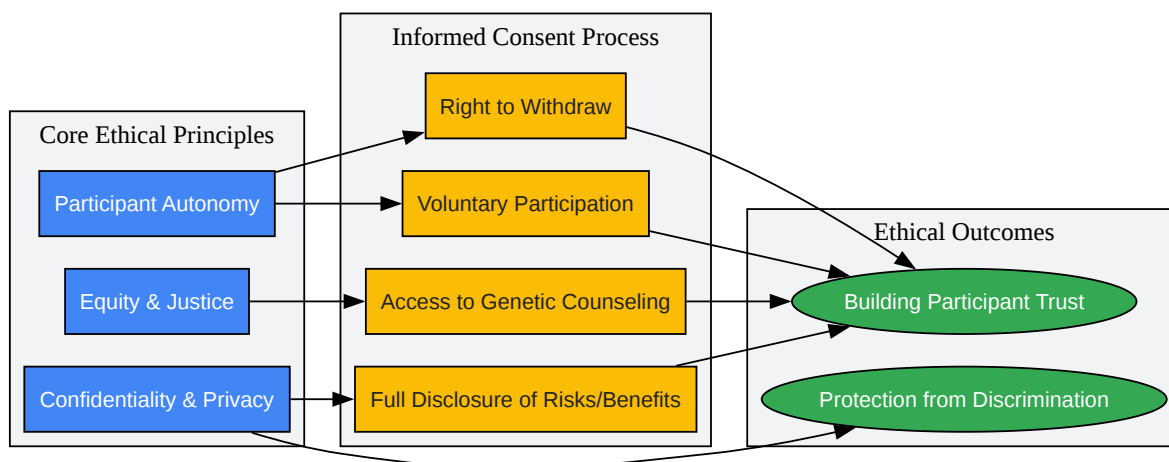 Core Ethical Principles
Participant Autonomy
Equity & Justice
Confidentiality & Privacy
Informed Consent Process
Right to Withdraw
Voluntary Participation
Access to Genetic Counseling
Full Disclosure of Risks/Benefits
Ethical Outcomes
Building Participant Trust
Protection from Discrimination